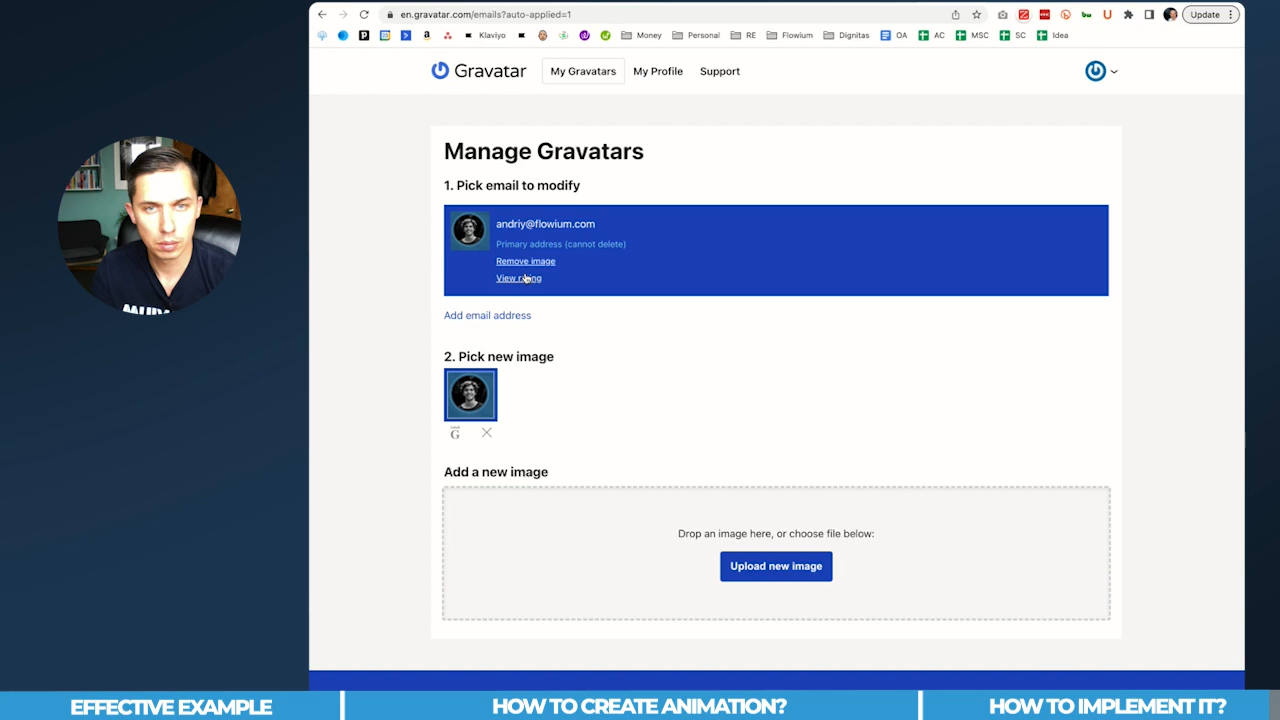 en.gravatar.com/emails?auto-applied=1
Update
Klaviyo
Money
Personal
RE
Flowium
Dignitas
OA
AC
MSC
SC
Idea
Gravatar
My Gravatars
My Profile
Support
Manage Gravatars
1. Pick email to modify
andriy@flowium.com
Primary address (cannot delete)
Remove image
View
Add email address
2. Pick new image
G
Add a new image
Drop an image here, or choose file below:
Upload new image
EFFECTIVE EXAMPLE
HOW TO CREATE ANIMATION?
HOW TO IMPLEMENT IT?